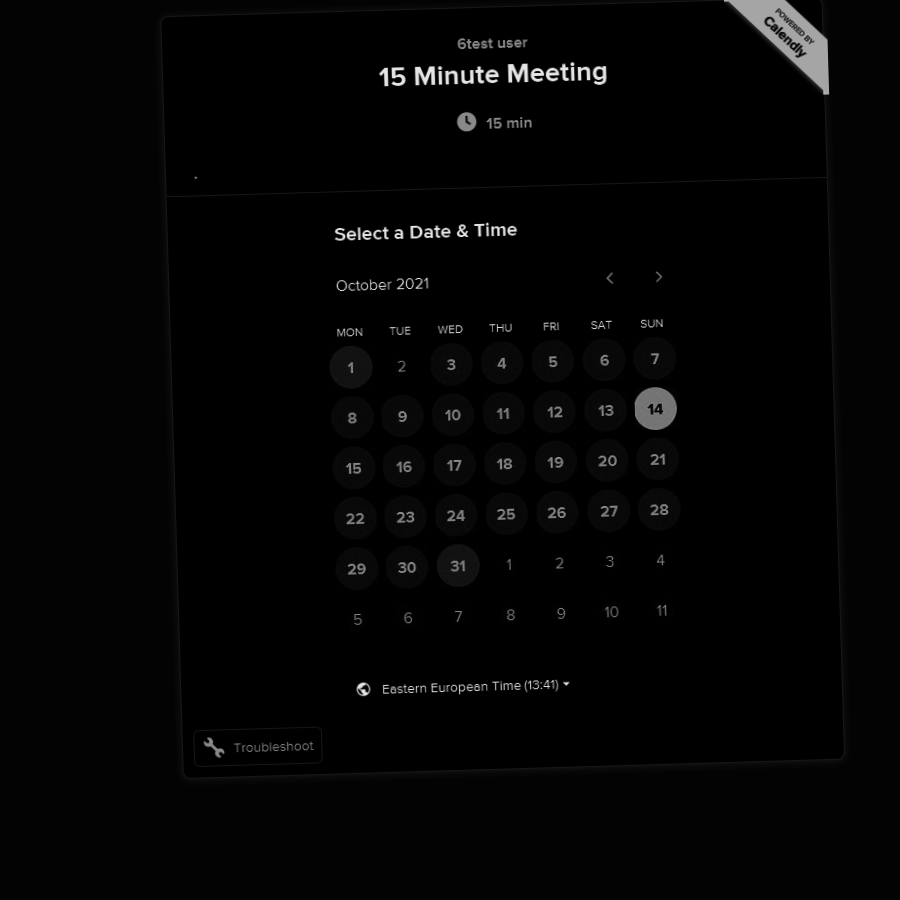 POWERED BY
Calendly
6test user
15 Minute Meeting
15 min
.
Select a Date & Time
October 2021
MON TUE WED THU FRI SAT SUN
1 2 3 4 5 6 7
8 9 10 11 12 13 14
15 16 17 18 19 20 21
22 23 24 25 26 27 28
29 30 31 1 2 3 4
5 6 7 8 9 10 11
Eastern European Time (13:41)
Troubleshoot